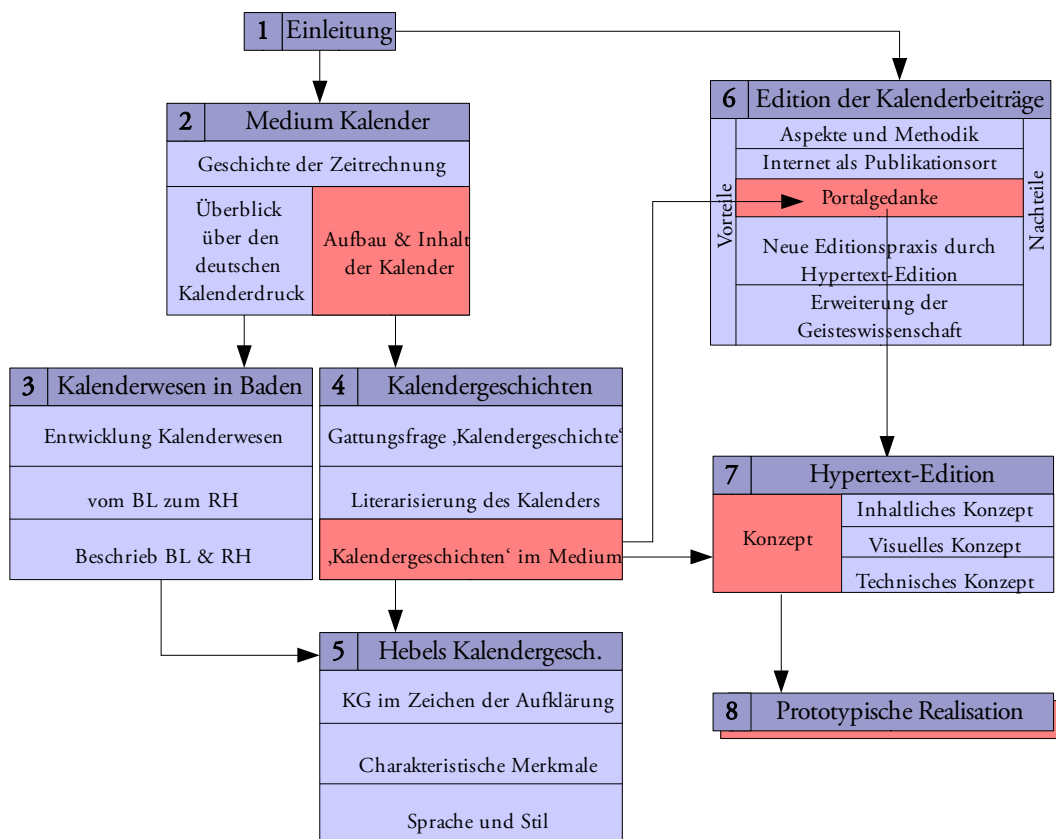 1 Einleitung
2 Medium Kalender
Geschichte der Zeitrechnung
Überblick
über den
deutschen
Kalenderdruck
Aufbau & Inhalt
der Kalender
3 Kalenderwesen in Baden
Entwicklung Kalenderwesen
vom BL zum RH
Beschrieb BL & RH
4 Kalendergeschichten
Gattungsfrage ‚Kalendergeschichte‘
Literarisierung des Kalenders
‚Kalendergeschichten‘ im Medium
5 Hebels Kalendergesch.
KG im Zeichen der Aufklärung
Charakteristische Merkmale
Sprache und Stil
6 Edition der Kalenderbeiträge
Vorteile
Aspekte und Methodik
Internet als Publikationsort
Portalgedanke
Neue Editionspraxis durch
Hypertext-Edition
Erweiterung der
Geisteswissenschaft
Nachteile
7 Hypertext-Edition
Konzept
Inhaltliches Konzept
Visuelles Konzept
Technisches Konzept
8 Prototypische Realisation